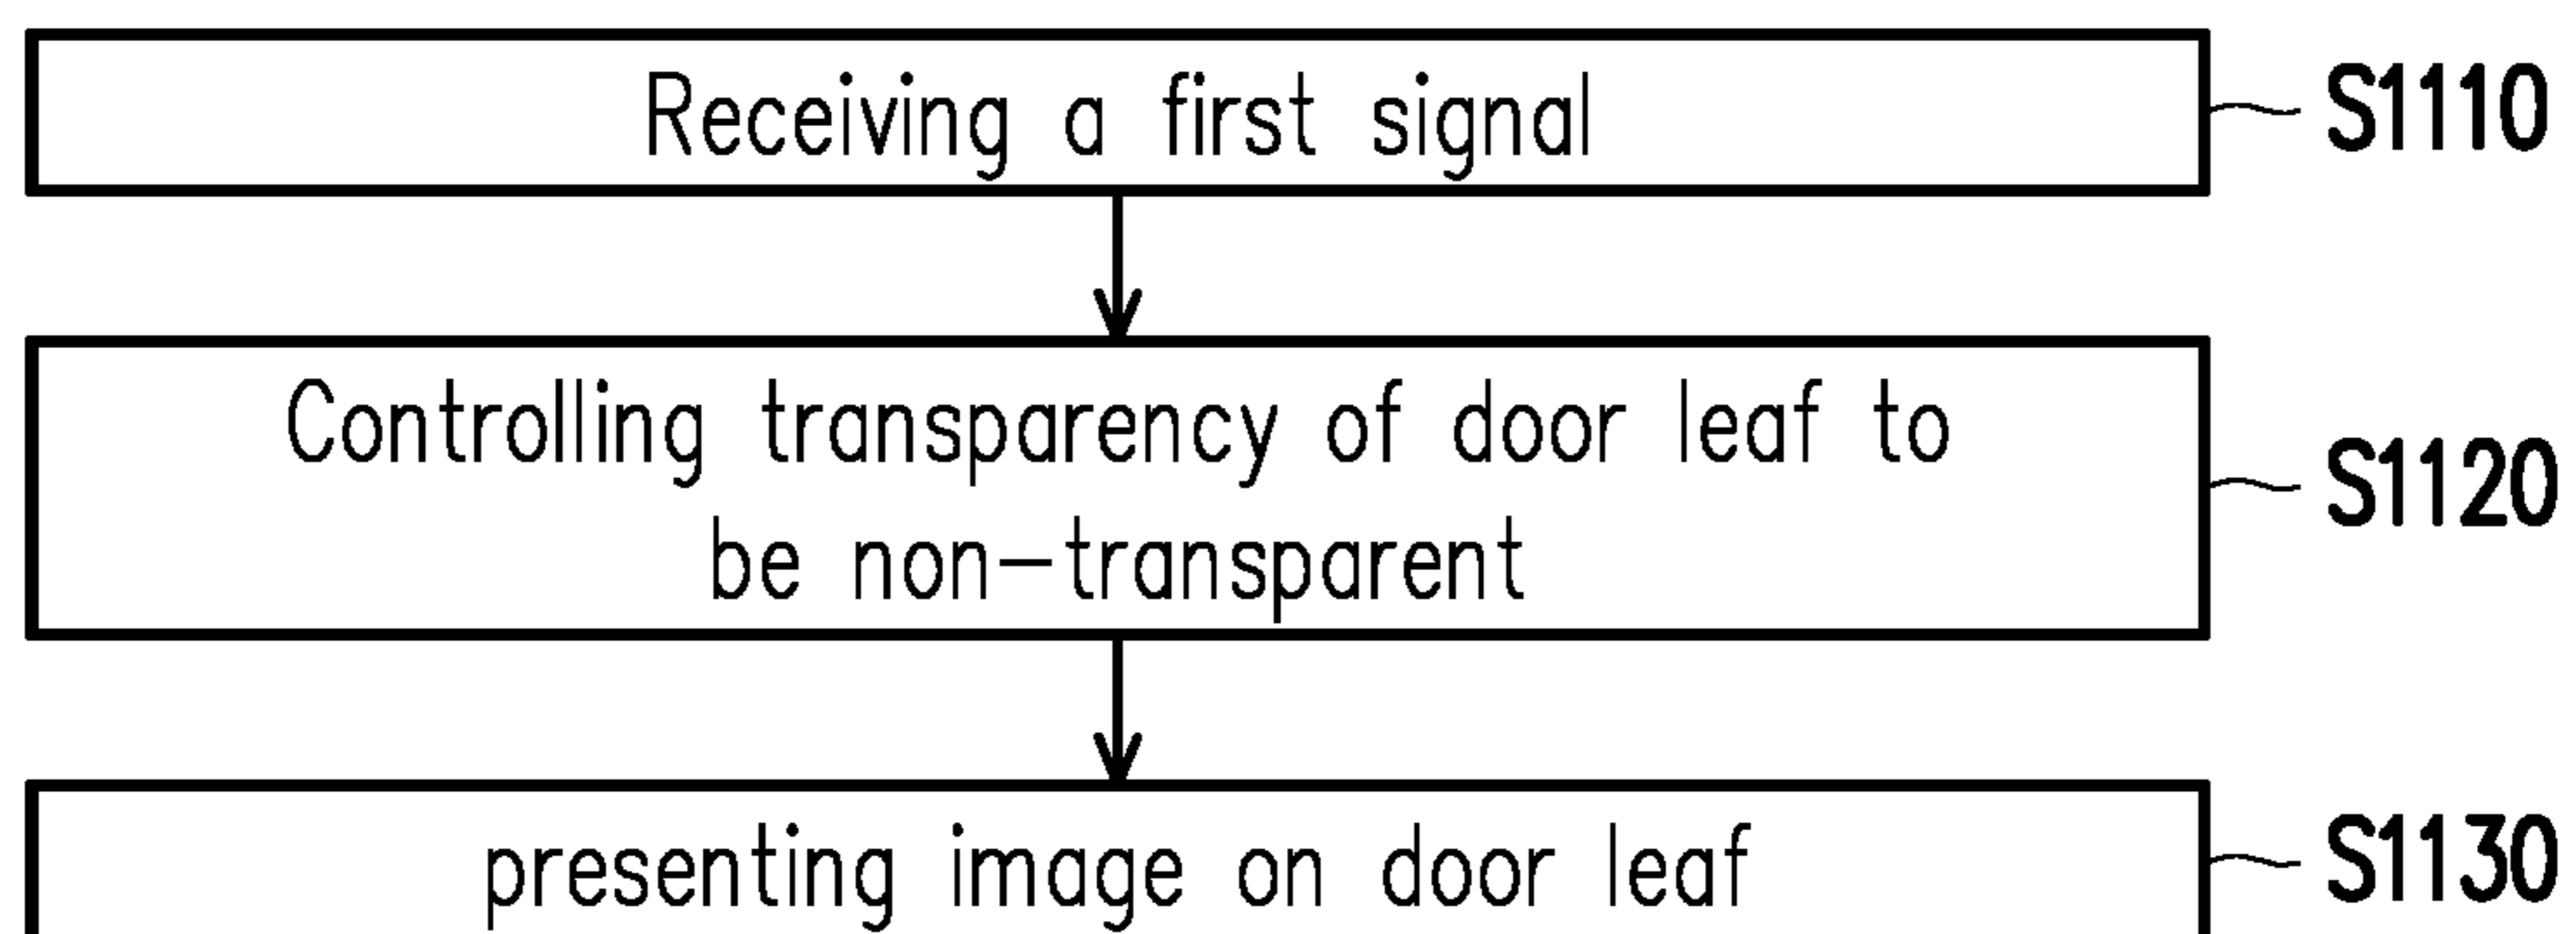 Receiving a first signal
S1110
Controlling transparency of door leaf to
be non-transparent
S1120
presenting image on door leaf
S1130